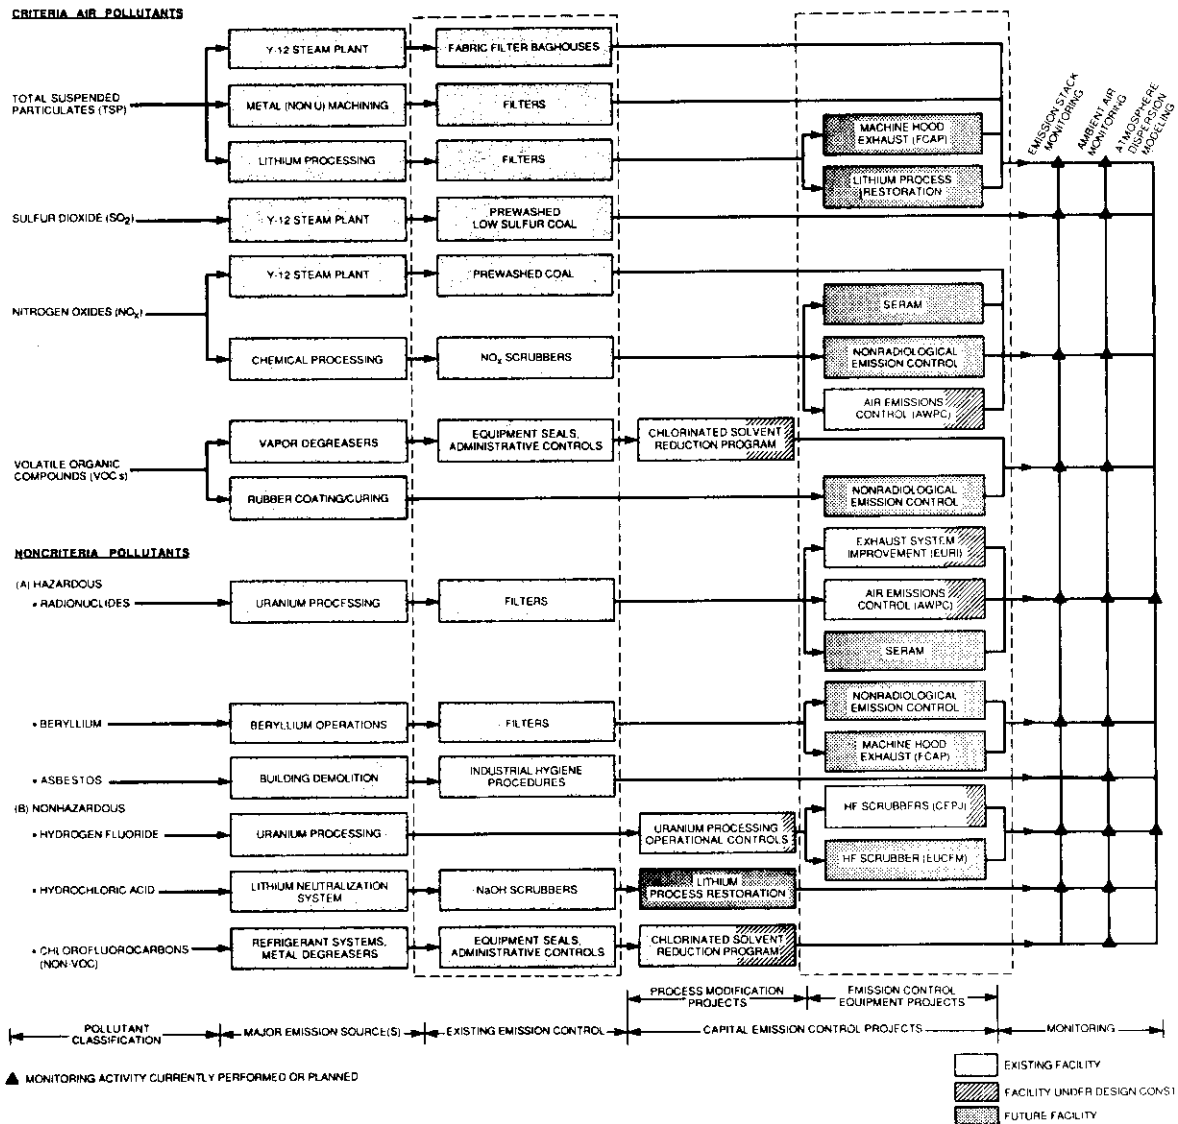 CRITERIA AIR POLLUTANTS
TOTAL SUSPENDED
PARTICULATES (TSP)
Y-12 STEAM PLANT
FABRIC FILTER BAGHOUSES
METAL (NON U) MACHINING
FILTERS
LITHIUM PROCESSING
FILTERS
MACHINE HOOD
EXHAUST (FCAP)
LITHIUM PROCESS
RESTORATION
EMISSION STACK
MONITORING
AMBIENT AIR
MONITORING
ATMOSPHERE
DISPERSION
MODELING
SULFUR DIOXIDE (SO2)
Y-12 STEAM PLANT
PREWASHED
LOW SULFUR COAL
NITROGEN OXIDES (NOx)
Y-12 STEAM PLANT
PREWASHED COAL
CHEMICAL PROCESSING
NOx SCRUBBERS
SERAM
NONRADIOLOGICAL
EMISSION CONTROL
AIR EMISSIONS
CONTROL (AWPC)
VOLATILE ORGANIC
COMPOUNDS (VOCs)
VAPOR DEGREASERS
EQUIPMENT SEALS,
ADMINISTRATIVE CONTROLS
CHLORINATED SOLVENT
REDUCTION PROGRAM
RUBBER COATING/CURING
NONRADIOLOGICAL
EMISSION CONTROL
NONCRITERIA POLLUTANTS
(A) HAZARDOUS
• RADIONUCLIDES
URANIUM PROCESSING
FILTERS
EXHAUST SYSTEM
IMPROVEMENT (EURI)
AIR EMISSIONS
CONTROL (AWPC)
SERAM
• BERYLLIUM
BERYLLIUM OPERATIONS
FILTERS
NONRADIOLOGICAL
EMISSION CONTROL
MACHINE HOOD
EXHAUST (FCAP)
• ASBESTOS
BUILDING DEMOLITION
INDUSTRIAL HYGIENE
PROCEDURES
(B) NONHAZARDOUS
• HYDROGEN FLUORIDE
URANIUM PROCESSING
URANIUM PROCESSING
OPERATIONAL CONTROLS
HF SCRUBBERS (CFPJ)
HF SCRUBBER (EUCFM)
• HYDROCHLORIC ACID
LITHIUM NEUTRALIZATION
SYSTEM
NaOH SCRUBBERS
LITHIUM
PROCESS RESTORATION
• CHLOROFLUOROCARBONS
(NON-VOC)
REFRIGERANT SYSTEMS,
METAL DEGREASERS
EQUIPMENT SEALS,
ADMINISTRATIVE CONTROLS
CHLORINATED SOLVENT
REDUCTION PROGRAM
PROCESS MODIFICATION
PROJECTS
EMISSION CONTROL
EQUIPMENT PROJECTS
POLLUTANT
CLASSIFICATION
MAJOR EMISSION SOURCE(S)
EXISTING EMISSION CONTROL
CAPITAL EMISSION CONTROL PROJECTS
MONITORING
▲ MONITORING ACTIVITY CURRENTLY PERFORMED OR PLANNED
EXISTING FACILITY
FACILITY UNDER DESIGN CONST
FUTURE FACILITY